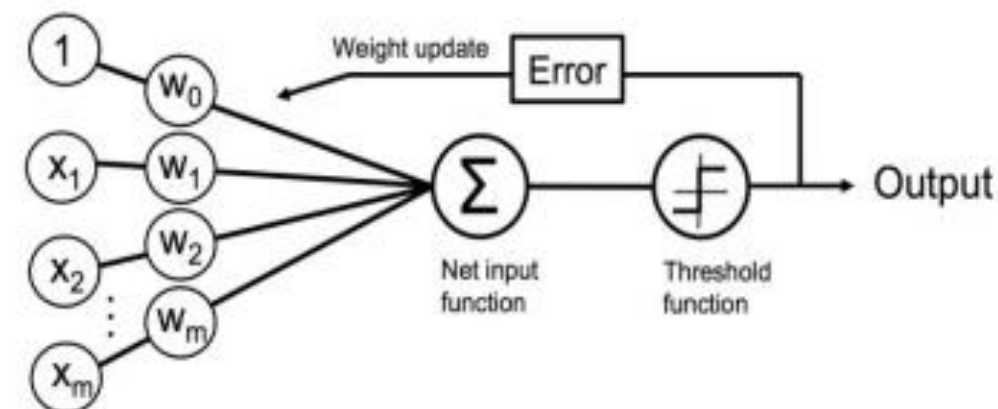 1
Weight update
Error
w0
x1
w1
Σ
Output
x2
w2
Net input
function
Threshold
function
⋮
wm
xm